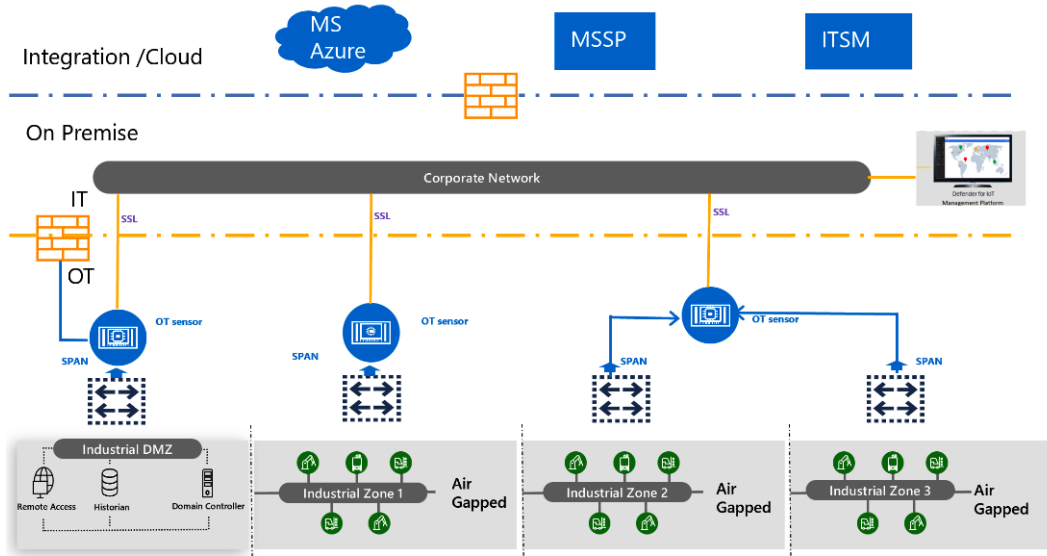 MS
Azure
MSSP
ITSM
Integration /Cloud
On Premise
Corporate Network
Defender for IoT
Management Platform
IT
SSL
SSL
SSL
OT
OT sensor
OT sensor
OT sensor
SPAN
SPAN
SPAN
SPAN
Industrial DMZ
Remote Access
Historian
Domain Controller
Industrial Zone 1
Air
Gapped
Industrial Zone 2
Air
Gapped
Industrial Zone 3
Air
Gapped